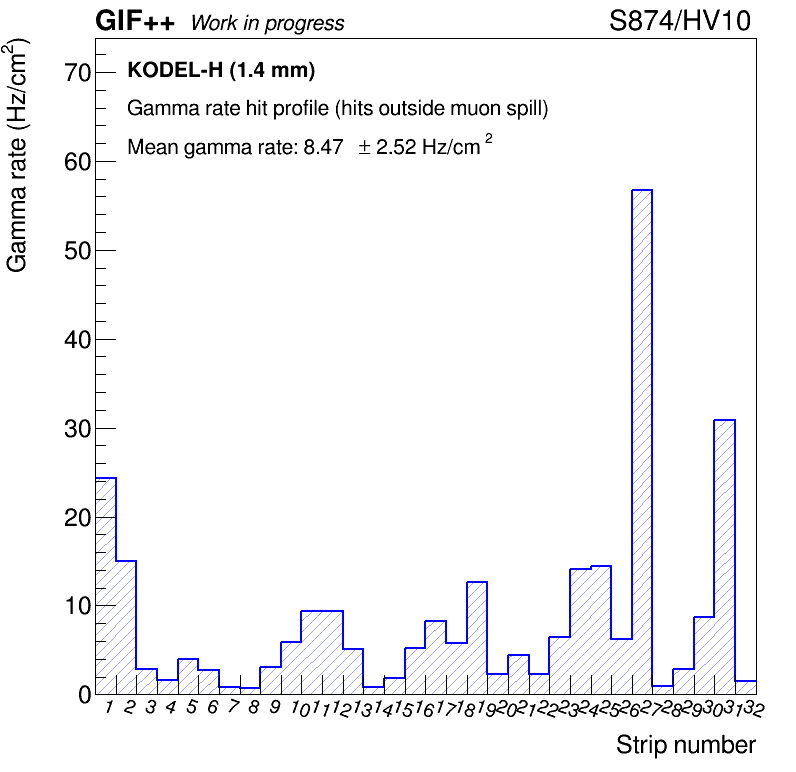 GIF++ Work in progress S874/HV10
Gamma rate (Hz/cm²)
70
60
50
40
30
20
10
0
KODEL-H (1.4 mm)
Gamma rate hit profile (hits outside muon spill)
Mean gamma rate: 8.47 ± 2.52 Hz/cm²
1 2 3 4 5 6 7 8 9 10 11 12 13 14 15 16 17 18 19 20 21 22 23 24 25 26 27 28 29 30 31 32
Strip number